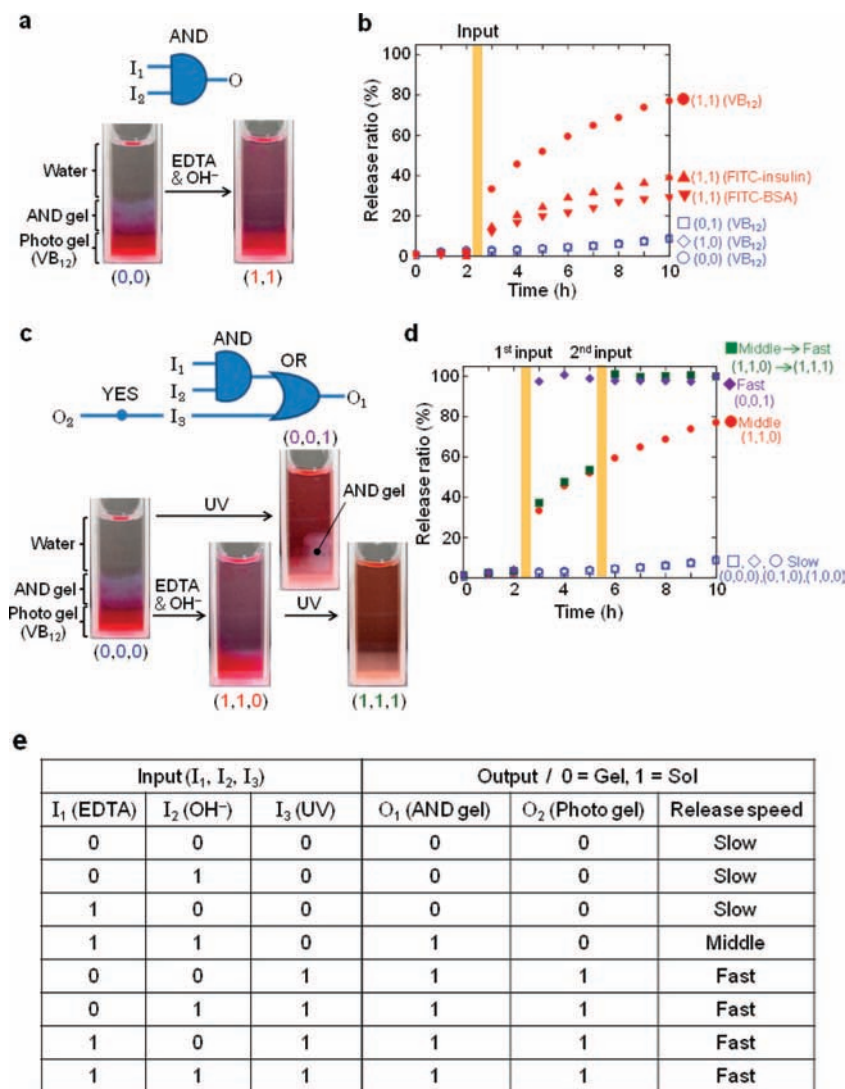 a
AND
I₁
I₂
O
Water
AND gel
Photo gel
(VB₁₂)
EDTA
& OH⁻
(0,0)
(1,1)
b
Input
Release ratio (%)
100
80
60
40
20
0
0 2 4 6 8 10
Time (h)
(1,1) (VB₁₂)
(1,1) (FITC-insulin)
(1,1) (FITC-BSA)
(0,1) (VB₁₂)
(1,0) (VB₁₂)
(0,0) (VB₁₂)
c
AND
OR
I₁
I₂
YES
O₂
I₃
O₁
(0,0,1)
AND gel
UV
Water
AND gel
Photo gel
(VB₁₂)
EDTA
& OH⁻
UV
(0,0,0)
(1,1,0)
(1,1,1)
d
1st input 2nd input
Release ratio (%)
100
80
60
40
20
0
0 2 4 6 8 10
Time (h)
Middle → Fast
(1,1,0) → (1,1,1)
Fast
(0,0,1)
Middle
(1,1,0)
, , Slow
(0,0,0),(0,1,0),(1,0,0)
e
Input (I₁, I₂, I₃) Output / 0 = Gel, 1 = Sol
I₁ (EDTA) I₂ (OH⁻) I₃ (UV) O₁ (AND gel) O₂ (Photo gel) Release speed
0 0 0 0 0 Slow
0 1 0 0 0 Slow
1 0 0 0 0 Slow
1 1 0 1 0 Middle
0 0 1 1 1 Fast
0 1 1 1 1 Fast
1 0 1 1 1 Fast
1 1 1 1 1 Fast